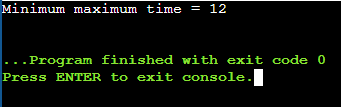 Minimum maximum time = 12
...Program finished with exit code 0
Press ENTER to exit console.